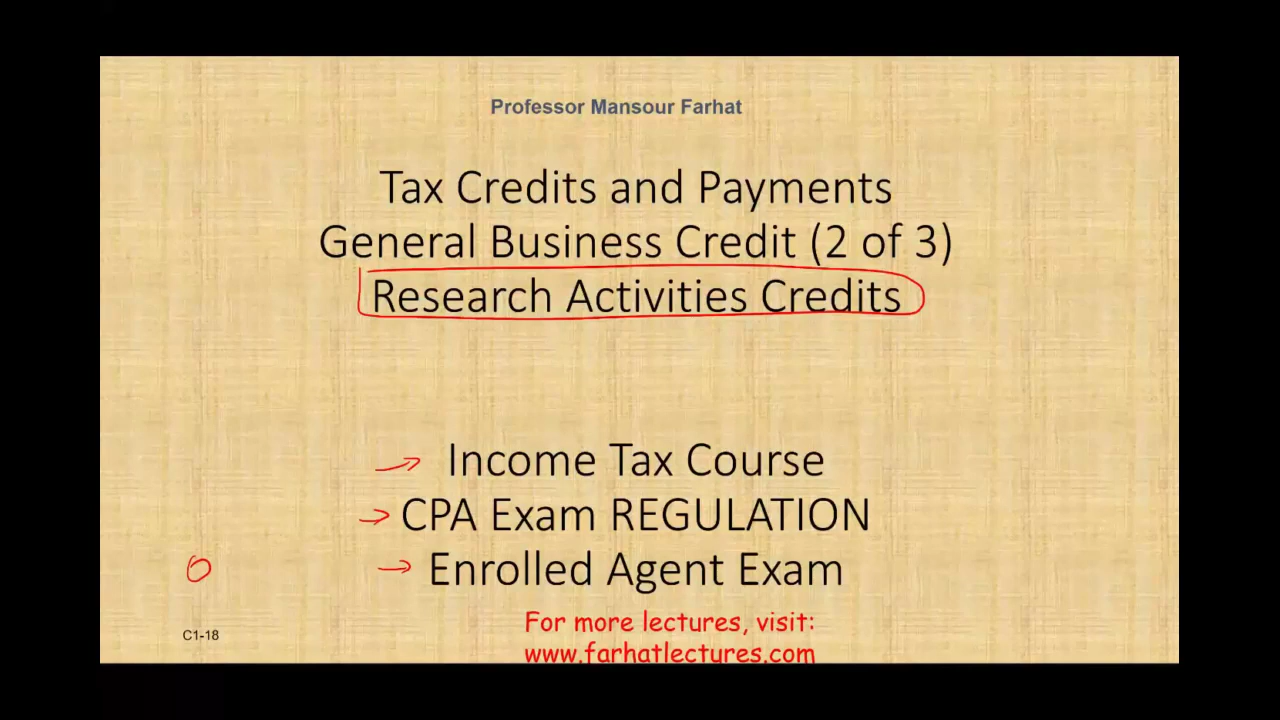 Professor Mansour Farhat
Tax Credits and Payments
General Business Credit (2 of 3)
Research Activities Credits
Income Tax Course
CPA Exam REGULATION
Enrolled Agent Exam
For more lectures, visit:
www.farhatlectures.com
C1-18